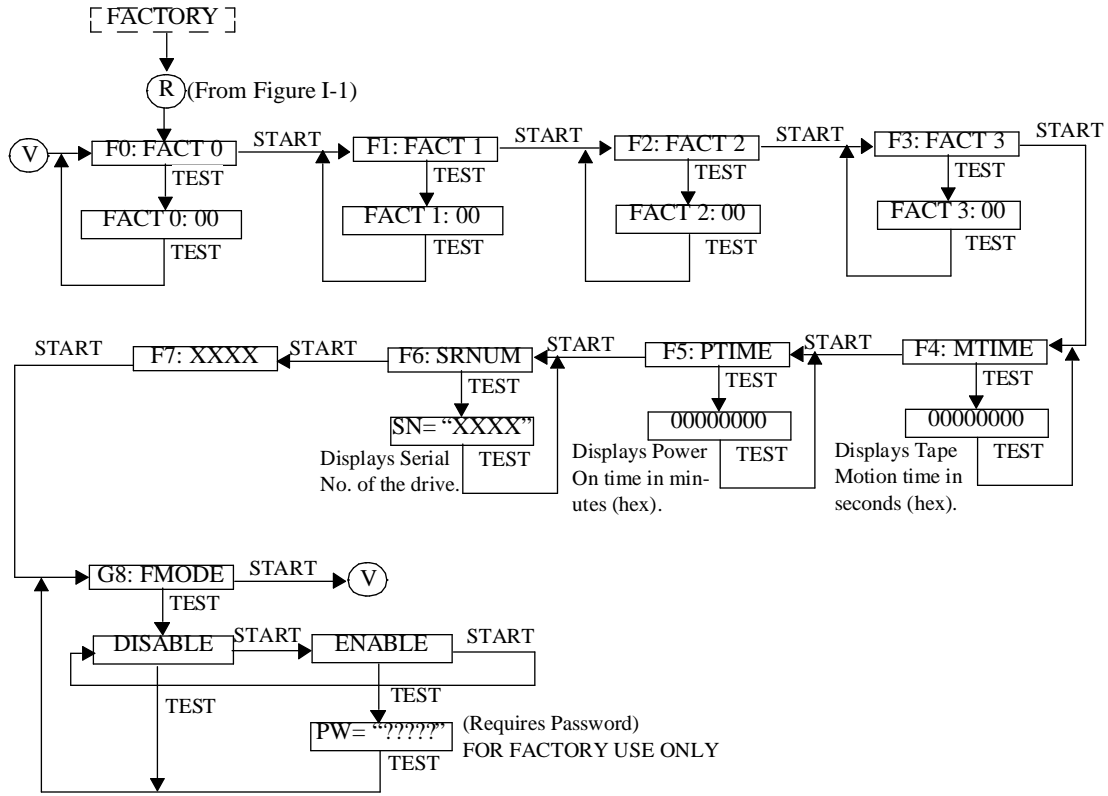 FACTORY
R (From Figure I-1)
V F0: FACT 0 START F1: FACT 1 START F2: FACT 2 START F3: FACT 3 START
TEST TEST TEST TEST
FACT 0: 00 FACT 1: 00 FACT 2: 00 FACT 3: 00
TEST TEST TEST TEST
START F7: XXXX START F6: SRNUM START F5: PTIME START F4: MTIME
TEST TEST TEST
SN= “XXXX” 00000000 00000000
TEST TEST TEST
Displays Serial
No. of the drive.
Displays Power
On time in min-
utes (hex).
Displays Tape
Motion time in
seconds (hex).
G8: FMODE START V
TEST
DISABLE START ENABLE START
TEST TEST
PW= “?????” (Requires Password)
FOR FACTORY USE ONLY
TEST